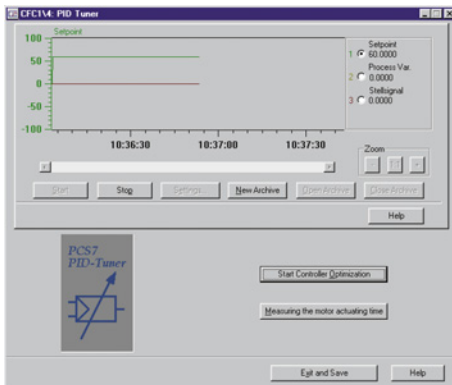 CFC1\4: PID Tuner
Setpoint
100
50
0
-50
-100
10:36:30 10:37:00 10:37:30
Setpoint
1 60.0000
Process Var.
2 0.0000
Stellsignal
3 0.0000
Zoom
- +
Start Stop Settings... New Archive Open Archive Close Archive
Help
PCS7
PID-Tuner
Start Controller Optimization
Measuring the motor actuating time
Exit and Save Help